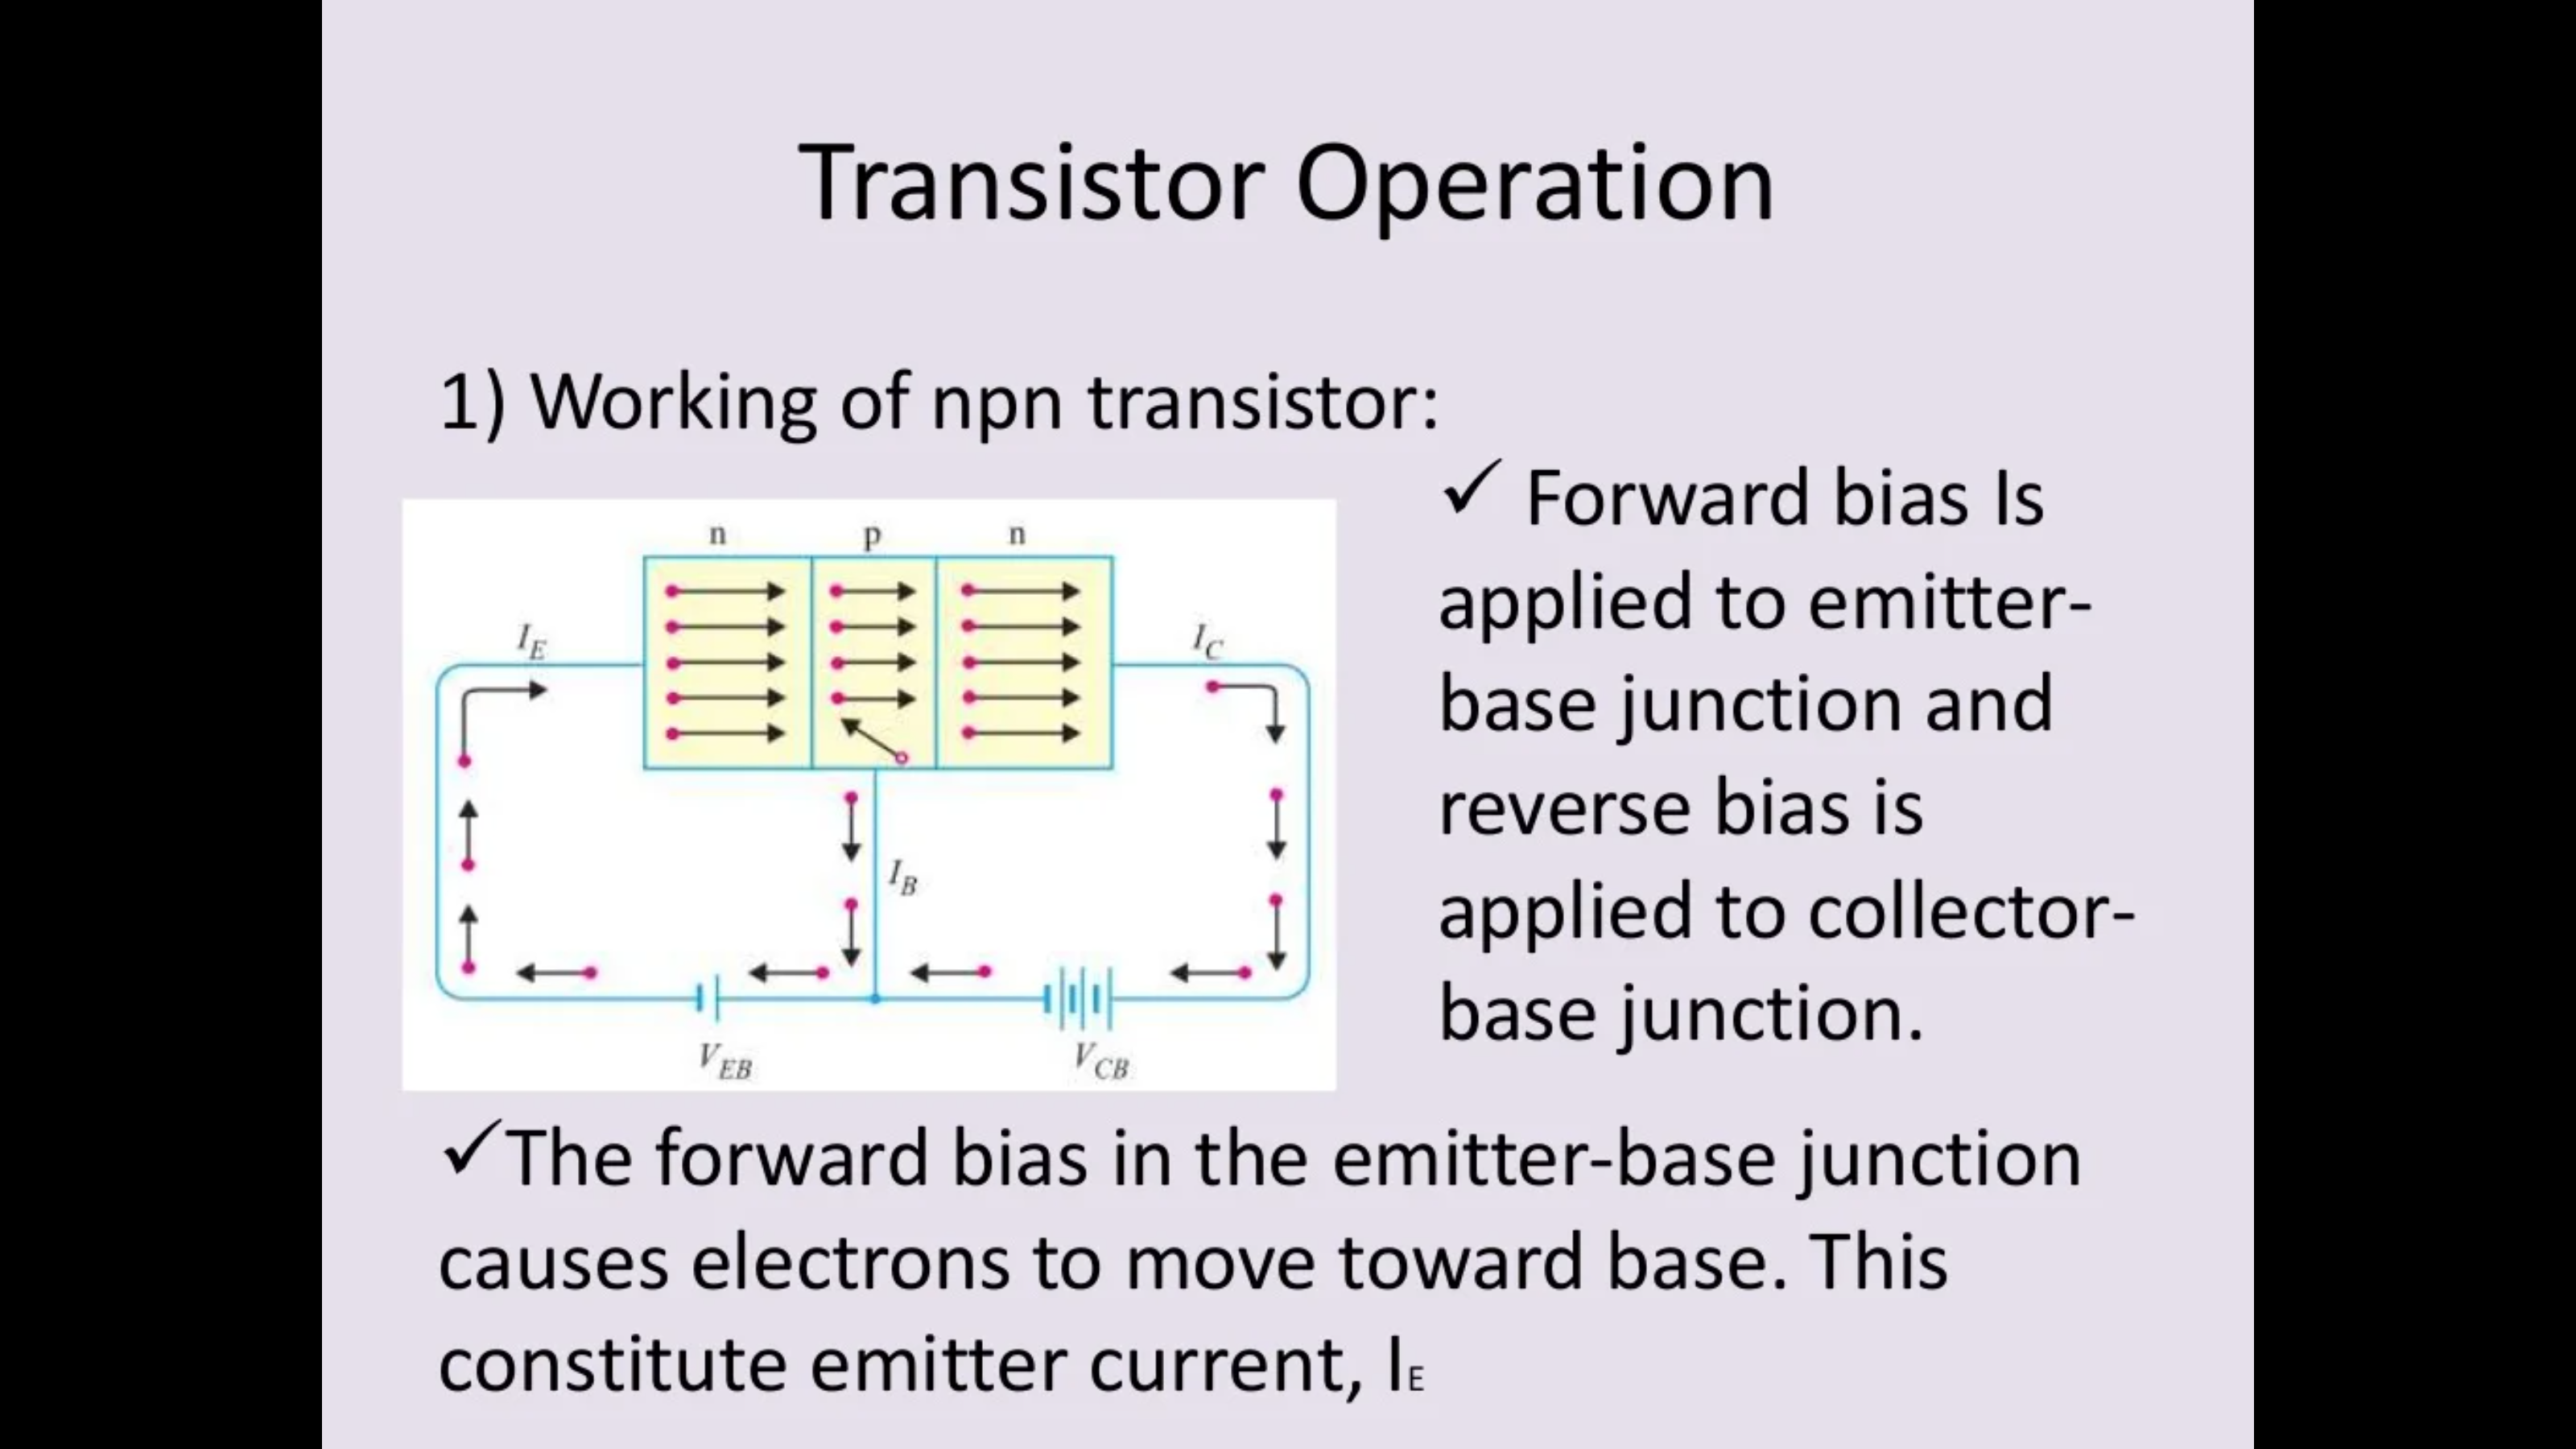 Transistor Operation
1) Working of npn transistor:
n p n
I_E
I_C
I_B
V_EB
V_CB
✓ Forward bias Is
applied to emitter-
base junction and
reverse bias is
applied to collector-
base junction.
✓The forward bias in the emitter-base junction
causes electrons to move toward base. This
constitute emitter current, I_E